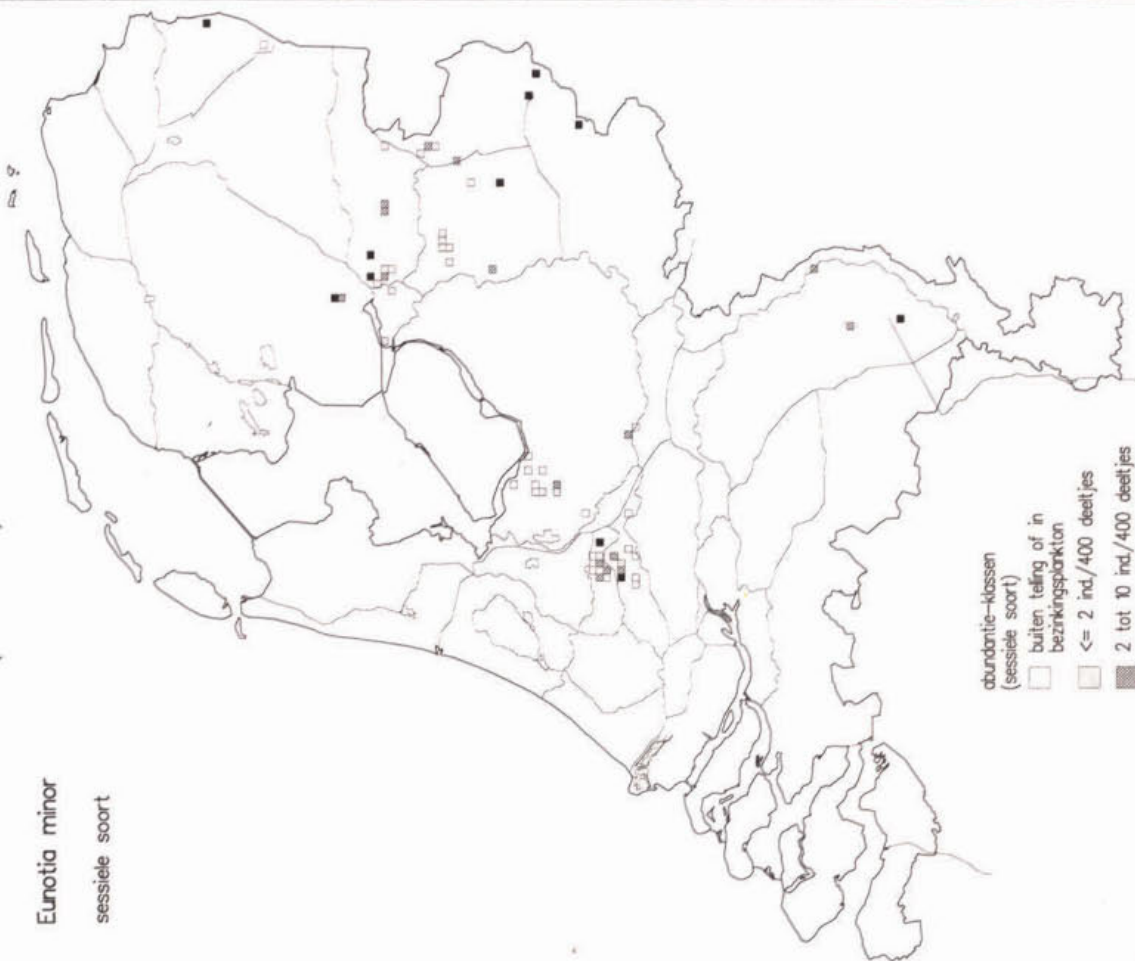 Eunotia minor
sessiele soort
abundantie-klassen
(sessiele soort)
buiten telling of in
bezinkingsplankton
<= 2 ind./400 deeltjes
2 tot 10 ind./400 deeltjes